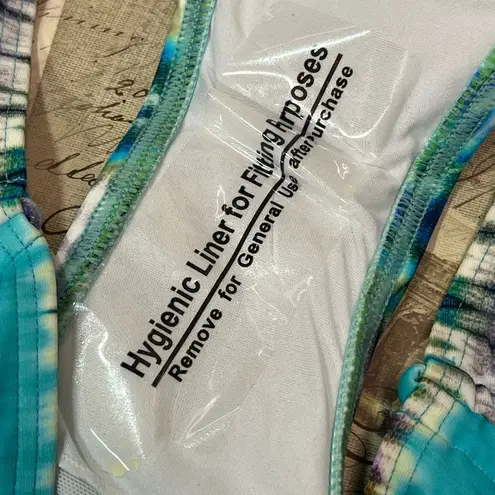 Hygienic Liner for Fitting Purposes
Remove for General Use after purchase